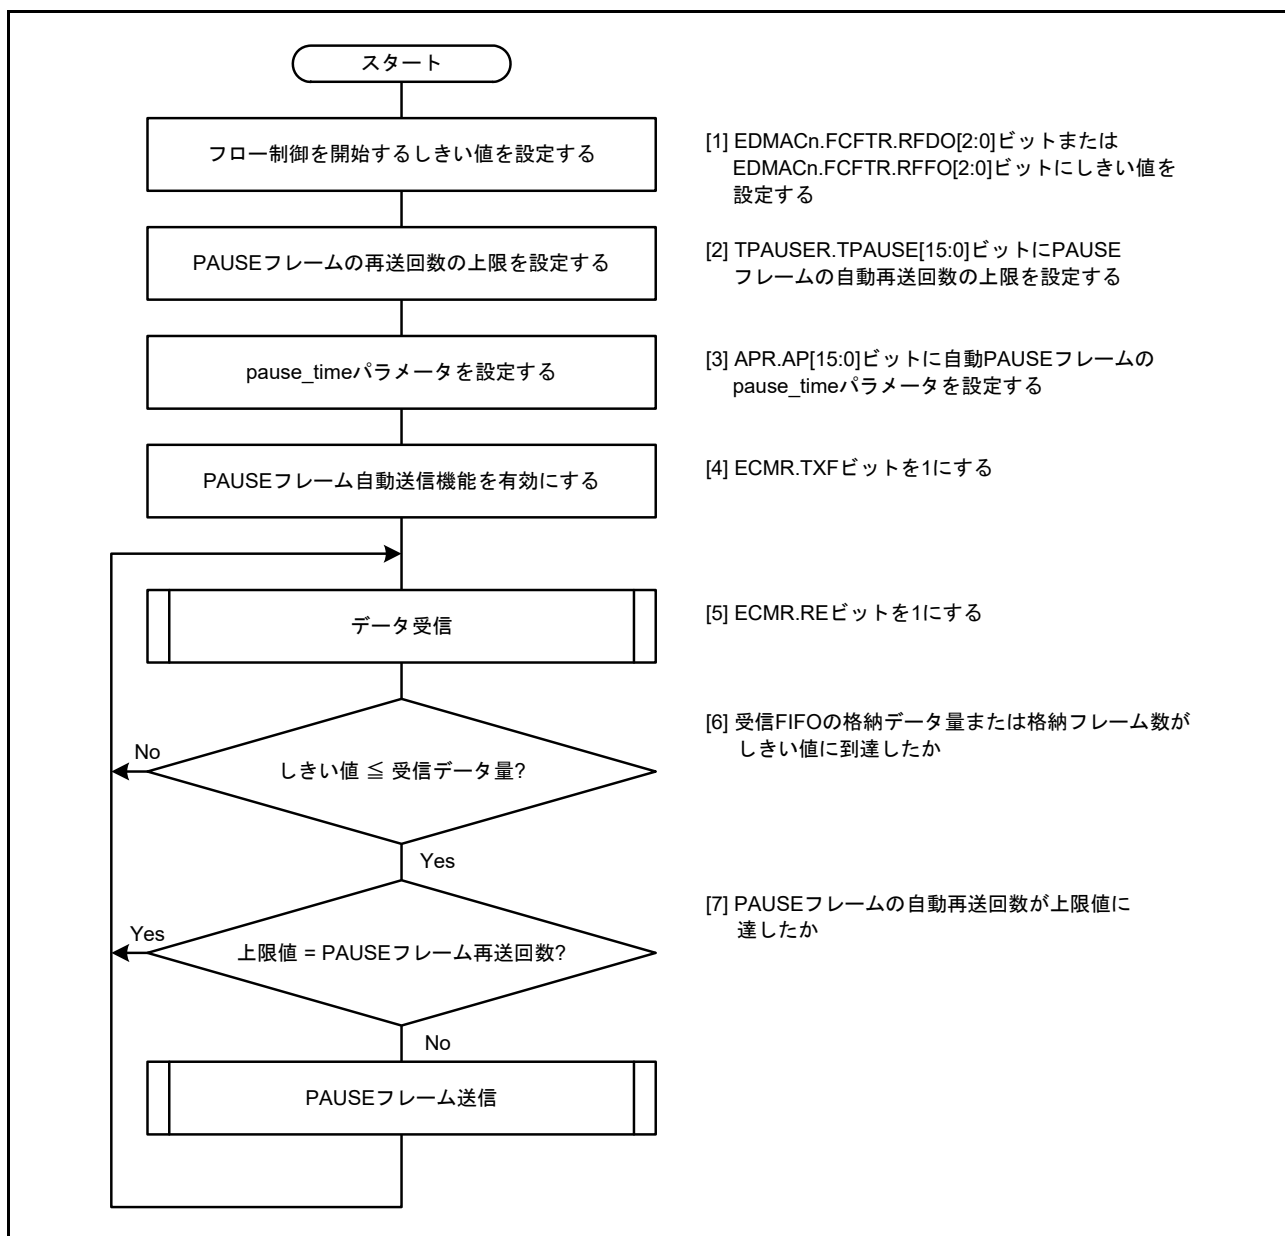 スタート
フロー制御を開始するしきい値を設定する
[1] EDMACn.FCFTR.RFDO[2:0]ビットまたは
EDMACn.FCFTR.RFFO[2:0]ビットにしきい値を
設定する
PAUSEフレームの再送回数の上限を設定する
[2] TPAUSER.TPAUSE[15:0]ビットにPAUSE
フレームの自動再送回数の上限を設定する
pause_timeパラメータを設定する
[3] APR.AP[15:0]ビットに自動PAUSEフレームの
pause_timeパラメータを設定する
PAUSEフレーム自動送信機能を有効にする
[4] ECMR.TXFビットを1にする
データ受信
[5] ECMR.REビットを1にする
しきい値 ≦ 受信データ量?
No
Yes
[6] 受信FIFOの格納データ量または格納フレーム数が
しきい値に到達したか
上限値 = PAUSEフレーム再送回数?
Yes
No
[7] PAUSEフレームの自動再送回数が上限値に
達したか
PAUSEフレーム送信